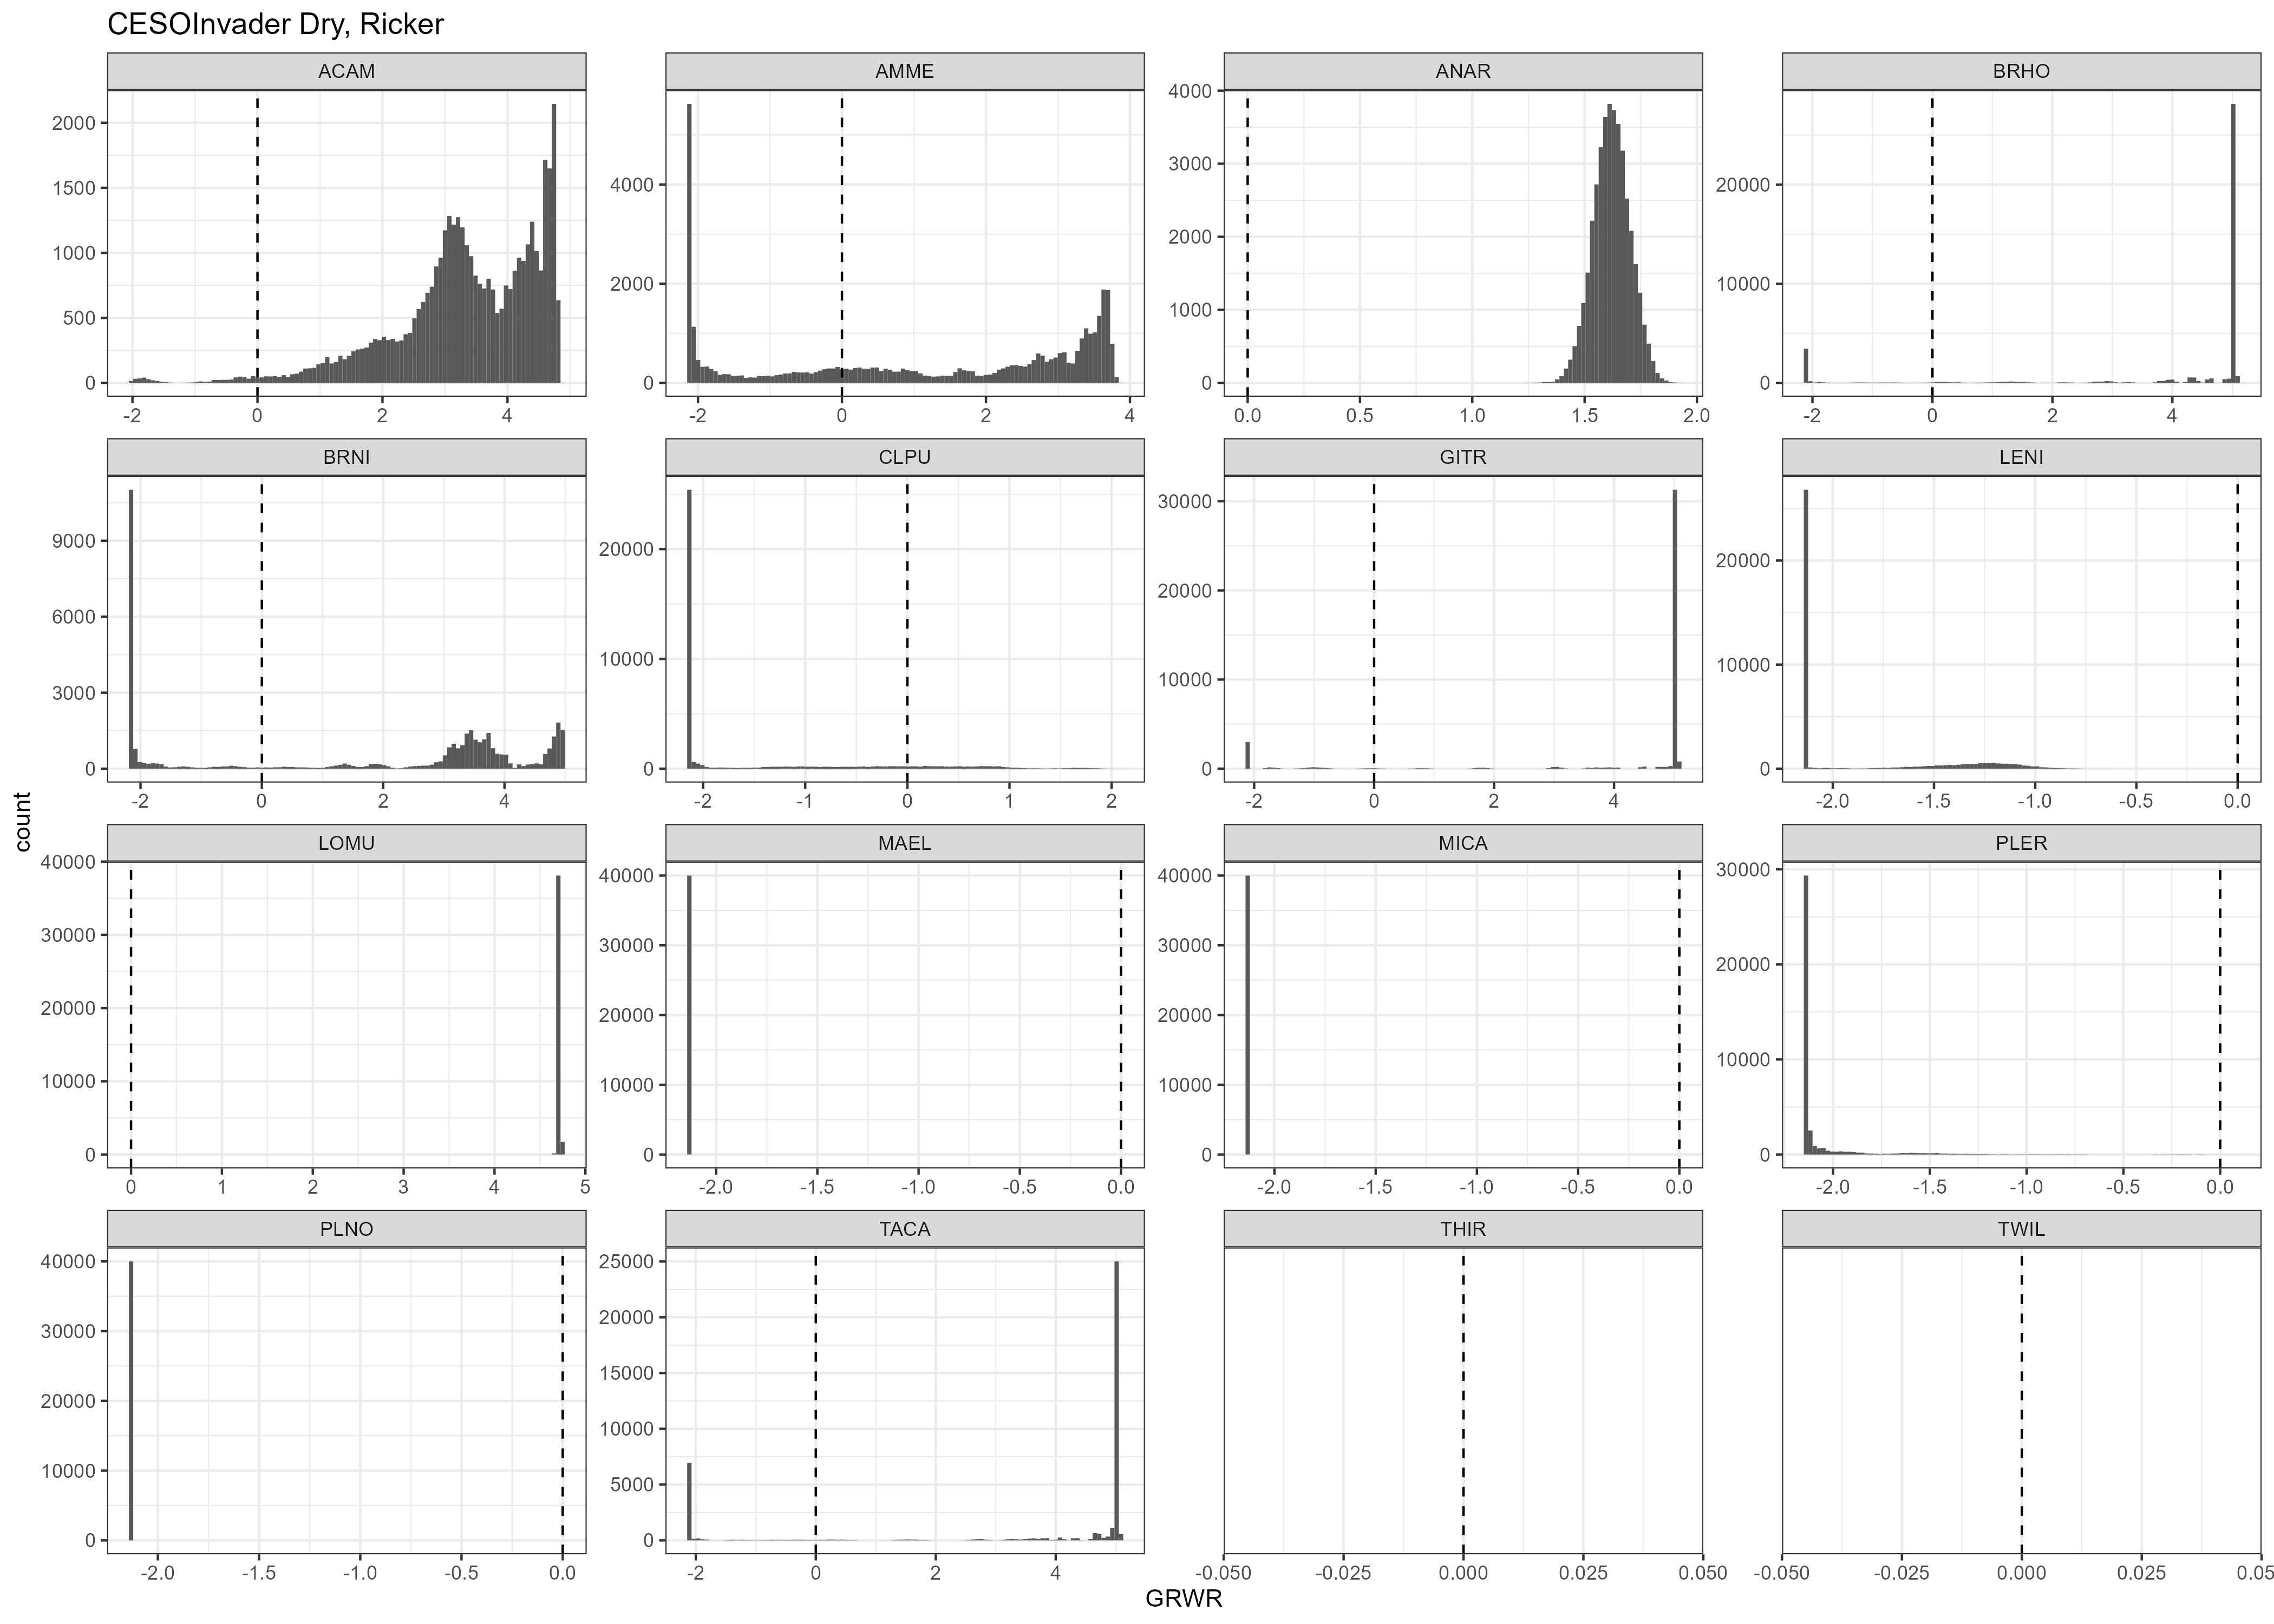 CESOInvader Dry, Ricker
ACAM AMME ANAR BRHO
2000 1500 1000 500 0
4000 2000 0
4000 3000 2000 1000 0
20000 10000 0
-2 0 2 4
-2 0 2 4
0.0 0.5 1.0 1.5 2.0
-2 0 2 4
BRNI CLPU GITR LENI
9000 6000 3000 0
20000 10000 0
30000 20000 10000 0
20000 10000 0
-2 0 2 4
-2 -1 0 1 2
-2 0 2 4
-2.0 -1.5 -1.0 -0.5 0.0
count
LOMU MAEL MICA PLER
40000 30000 20000 10000 0
40000 30000 20000 10000 0
40000 30000 20000 10000 0
30000 20000 10000 0
0 1 2 3 4 5
-2.0 -1.5 -1.0 -0.5 0.0
-2.0 -1.5 -1.0 -0.5 0.0
-2.0 -1.5 -1.0 -0.5 0.0
PLNO TACA THIR TWIL
40000 30000 20000 10000 0
25000 20000 15000 10000 5000 0
-2.0 -1.5 -1.0 -0.5 0.0
-2 0 2 4
-0.050 -0.025 0.000 0.025 0.050
-0.050 -0.025 0.000 0.025 0.05
GRWR